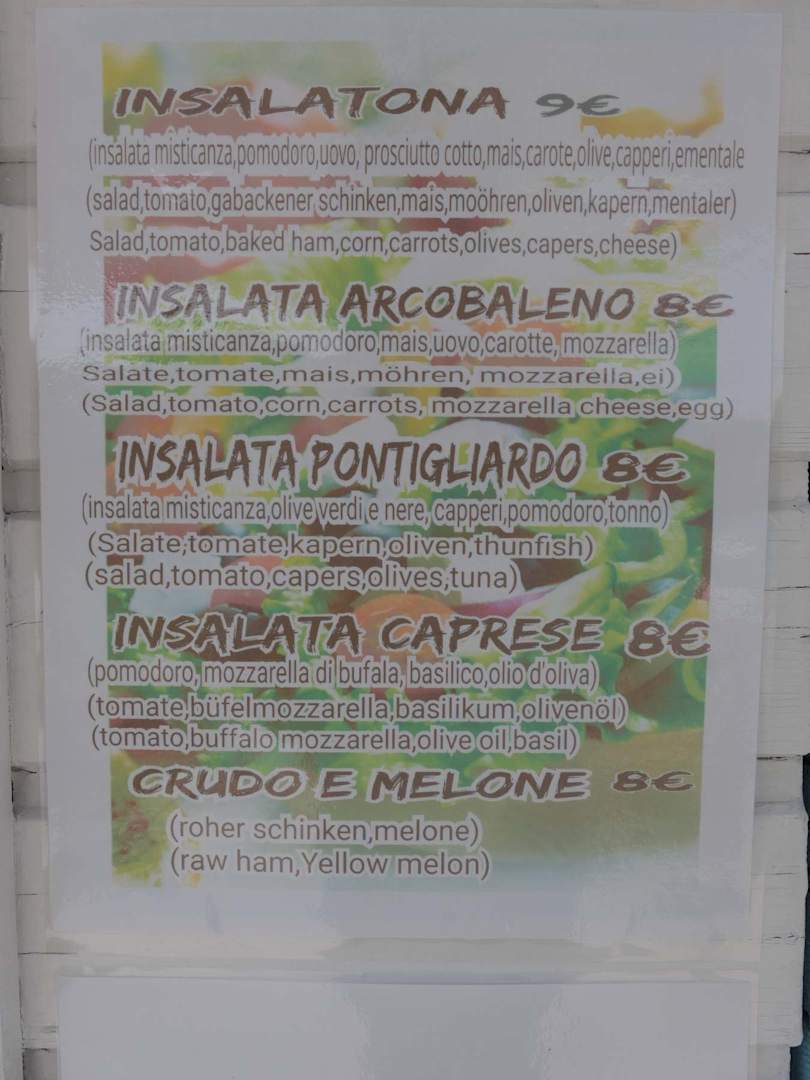 INSALATONA 9€
(insalata misticanza,pomodoro,uovo, prosciutto cotto,mais,carote,olive,capperi,ementale
(salad,tomato,gabackener schinken,mais,moöhren,oliven,kapern,mentaler)
Salad,tomato,baked ham,corn,carrots,olives,capers,cheese)
INSALATA ARCOBALENO 8€
(insalata misticanza,pomodoro,mais,uovo,carotte, mozzarella)
Salate,tomate,mais,möhren, mozzarella,ei)
(Salad,tomato,corn,carrots, mozzarella cheese,egg)
INSALATA PONTIGLIARDO 8€
(insalata misticanza,olive verdi e nere, capperi,pomodoro,tonno)
(Salate,tomate,kapern,oliven,thunfish)
(salad,tomato,capers,olives,tuna)
INSALATA CAPRESE 8€
(pomodoro, mozzarella di bufala, basilico,olio d'oliva)
(tomate,büfelmozzarella,basilikum,olivenöl)
(tomato,buffalo mozzarella,olive oil,basil)
CRUDO E MELONE 8€
(roher schinken,melone)
(raw ham,Yellow melon)